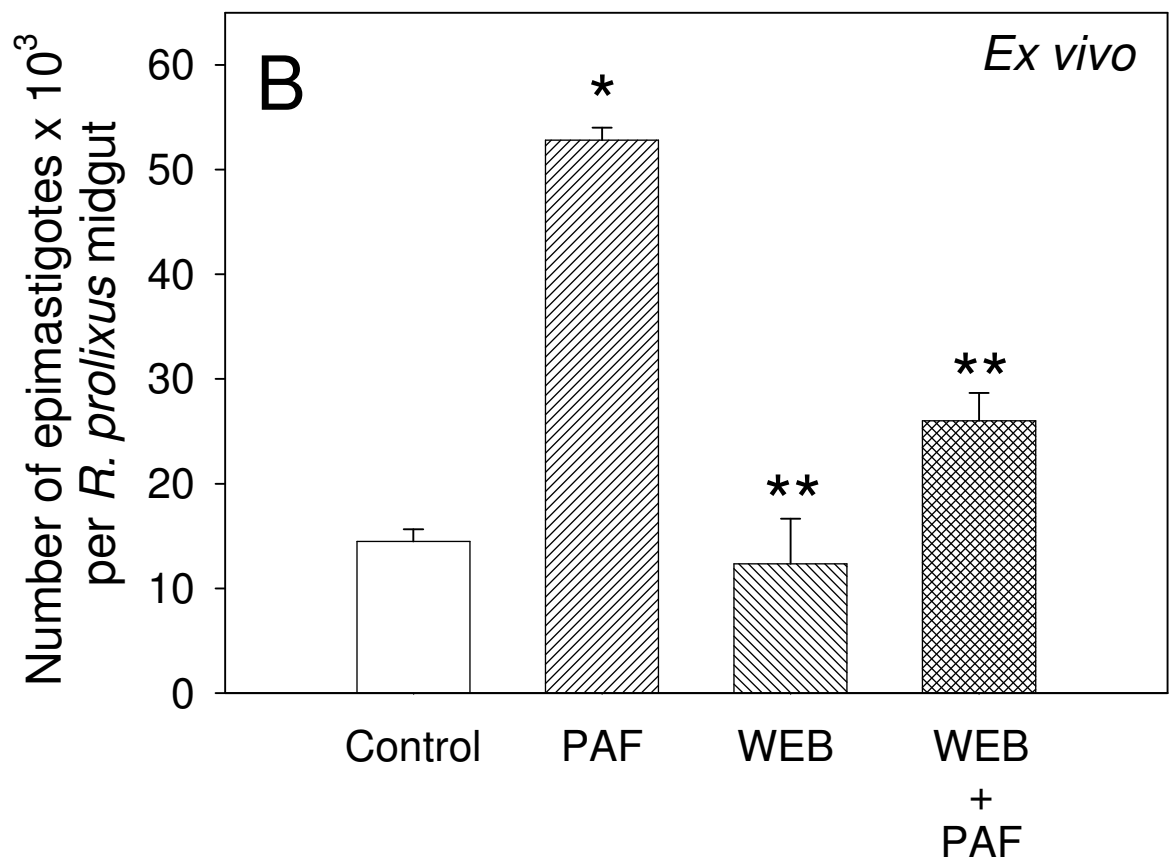 Number of epimastigotes x 10³
per R. prolixus midgut
B
Ex vivo
60
50
40
30
20
10
0
*
**
**
Control
PAF
WEB
WEB
+
PAF